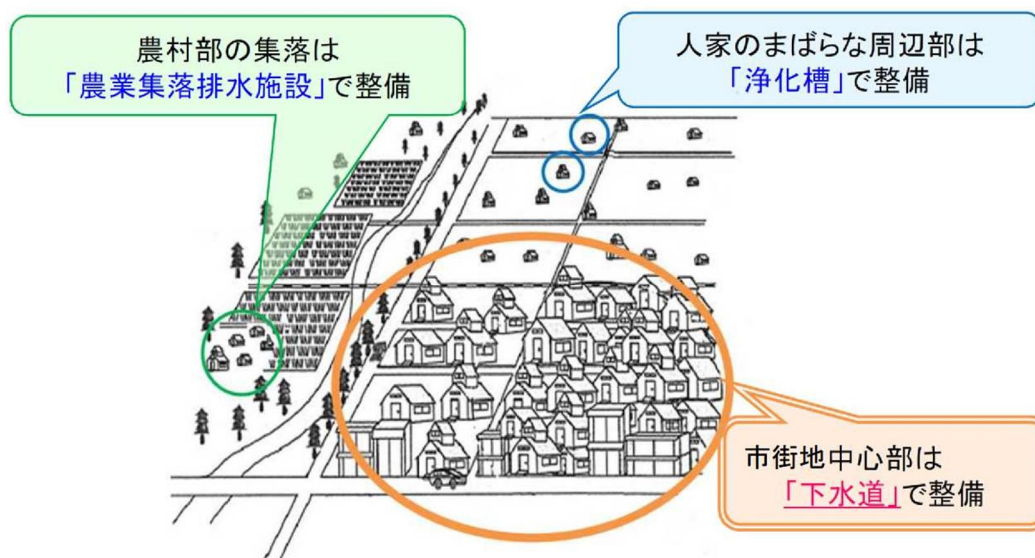 農村部の集落は
「農業集落排水施設」で整備
人家のまばらな周辺部は
「浄化槽」で整備
市街地中心部は
「下水道」で整備